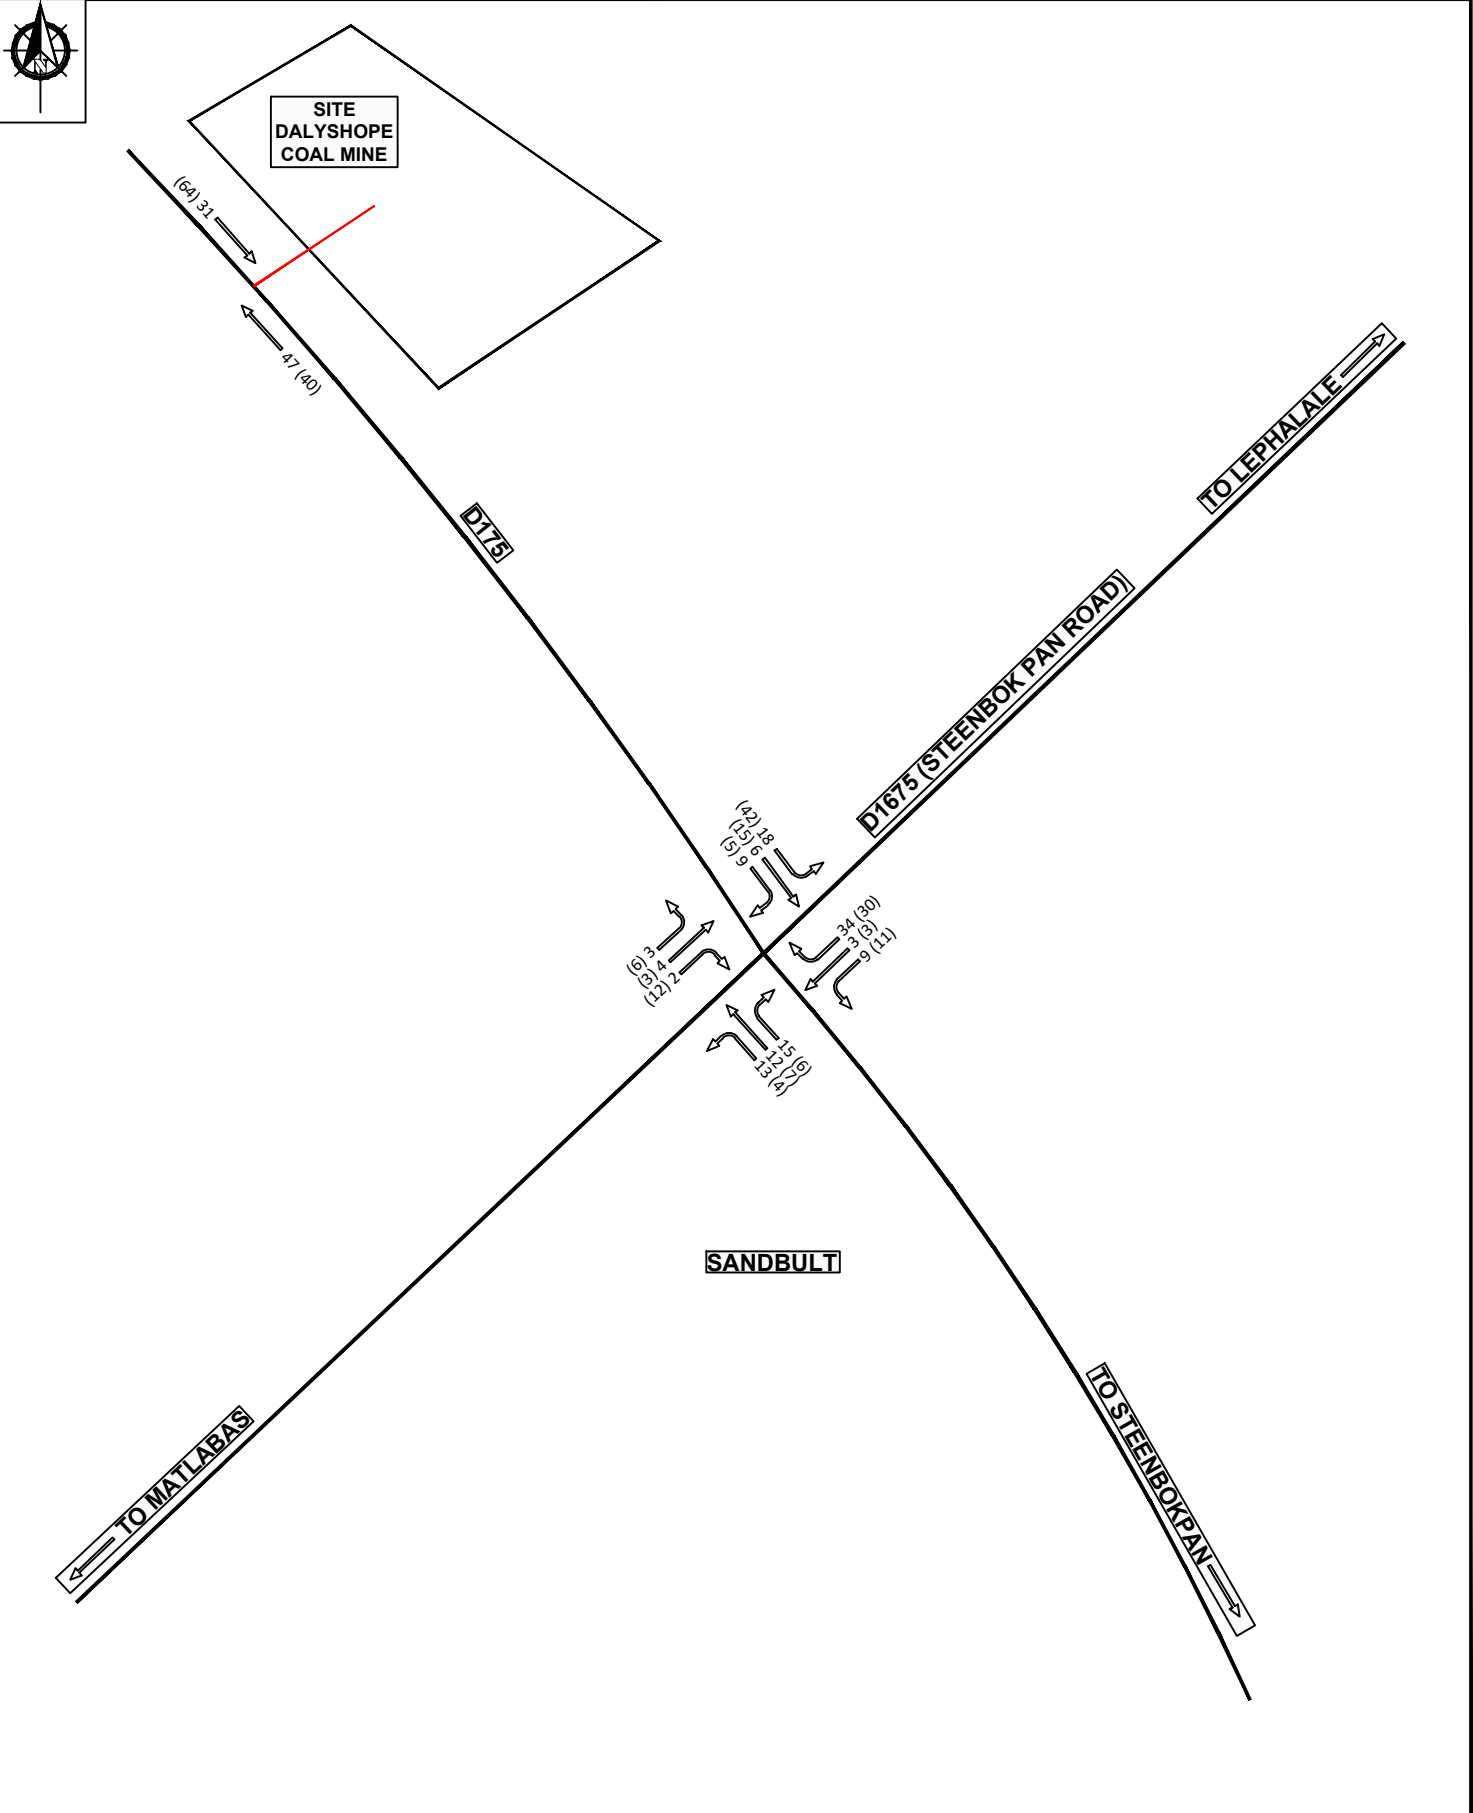 N
SITE
DALYSHOPE
COAL MINE
(64) 31
47 (40)
TO LEPHALALE
D175
D1675 (STEENBOK PAN ROAD)
(42) 18
(15) 6
(5) 9
34 (30)
3 (3)
9 (11)
(6) 3
(3) 4
(12) 2
15 (6)
12 (7)
13 (4)
SANDBULT
TO MATLABAS
TO STEENBOKPAN